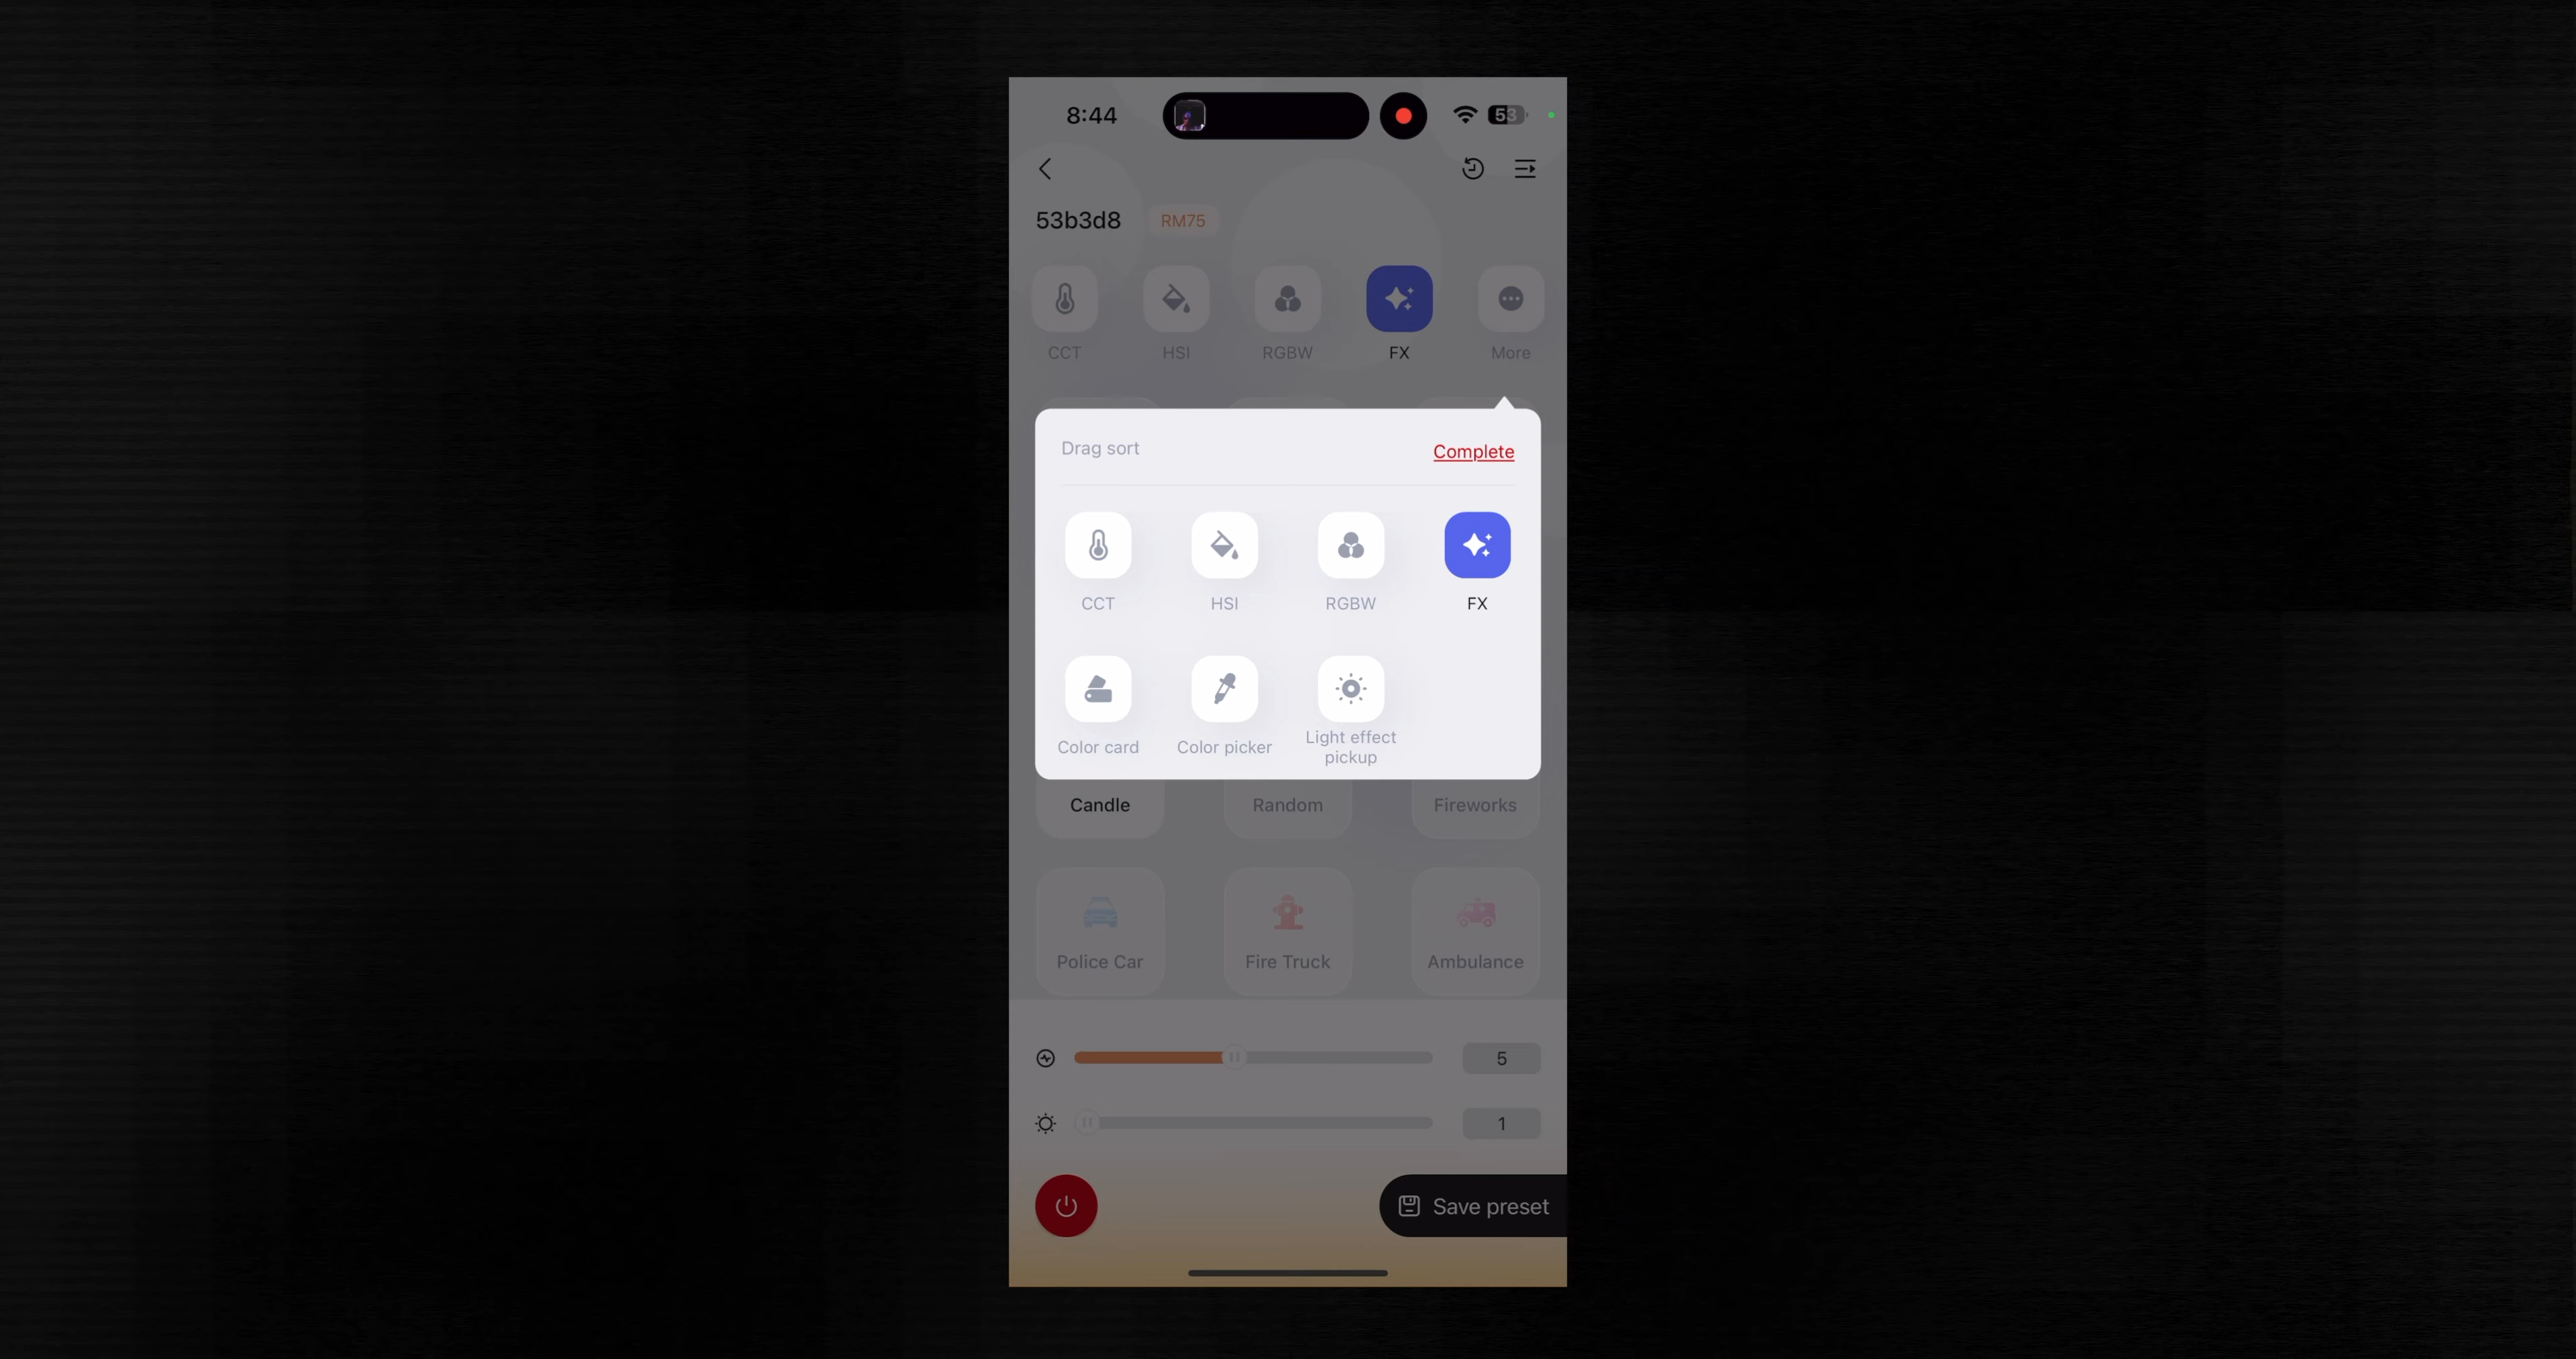 8:44
53
53b3d8 RM75
CCT HSI RGBW FX More
Drag sort Complete
CCT HSI RGBW FX
Color card Color picker Light effect
pickup
Candle Random Fireworks
Police Car Fire Truck Ambulance
5
1
Save preset